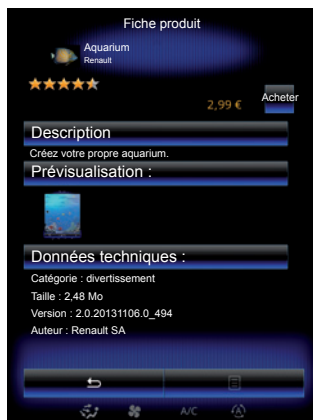 Fiche produit
Aquarium
Renault
2,99 €
Acheter
Description
Créez votre propre aquarium.
Prévisualisation :
Données techniques :
Catégorie : divertissement
Taille : 2,48 Mo
Version : 2.0.20131106.0_494
Auteur : Renault SA
A/C
A